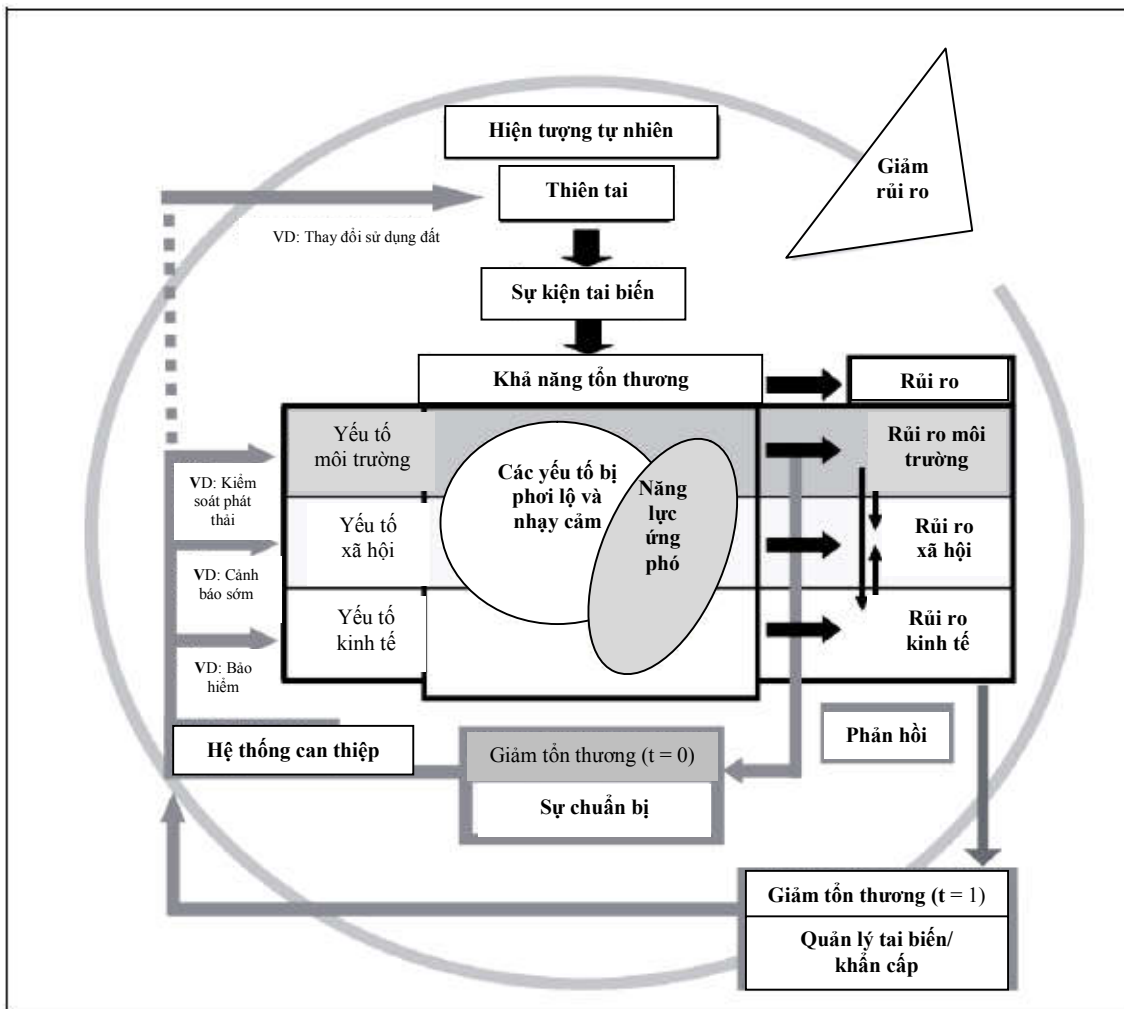 Hiện tượng tự nhiên
Giảm
rủi ro
Thiên tai
VD: Thay đổi sử dụng đất
Sự kiện tai biến
Khả năng tổn thương
Rủi ro
Yếu tố
môi trường
Các yếu tố bị
phơi lộ và
nhạy cảm
Năng
lực
ứng
phó
Rủi ro môi
trường
VD: Kiểm
soát phát
thải
Yếu tố
xã hội
Rủi ro
xã hội
VD: Cảnh
báo sớm
Yếu tố
kinh tế
Rủi ro
kinh tế
VD: Bảo
hiểm
Hệ thống can thiệp
Giảm tổn thương (t = 0)
Sự chuẩn bị
Phản hồi
Giảm tổn thương (t = 1)
Quản lý tai biến/
khẩn cấp